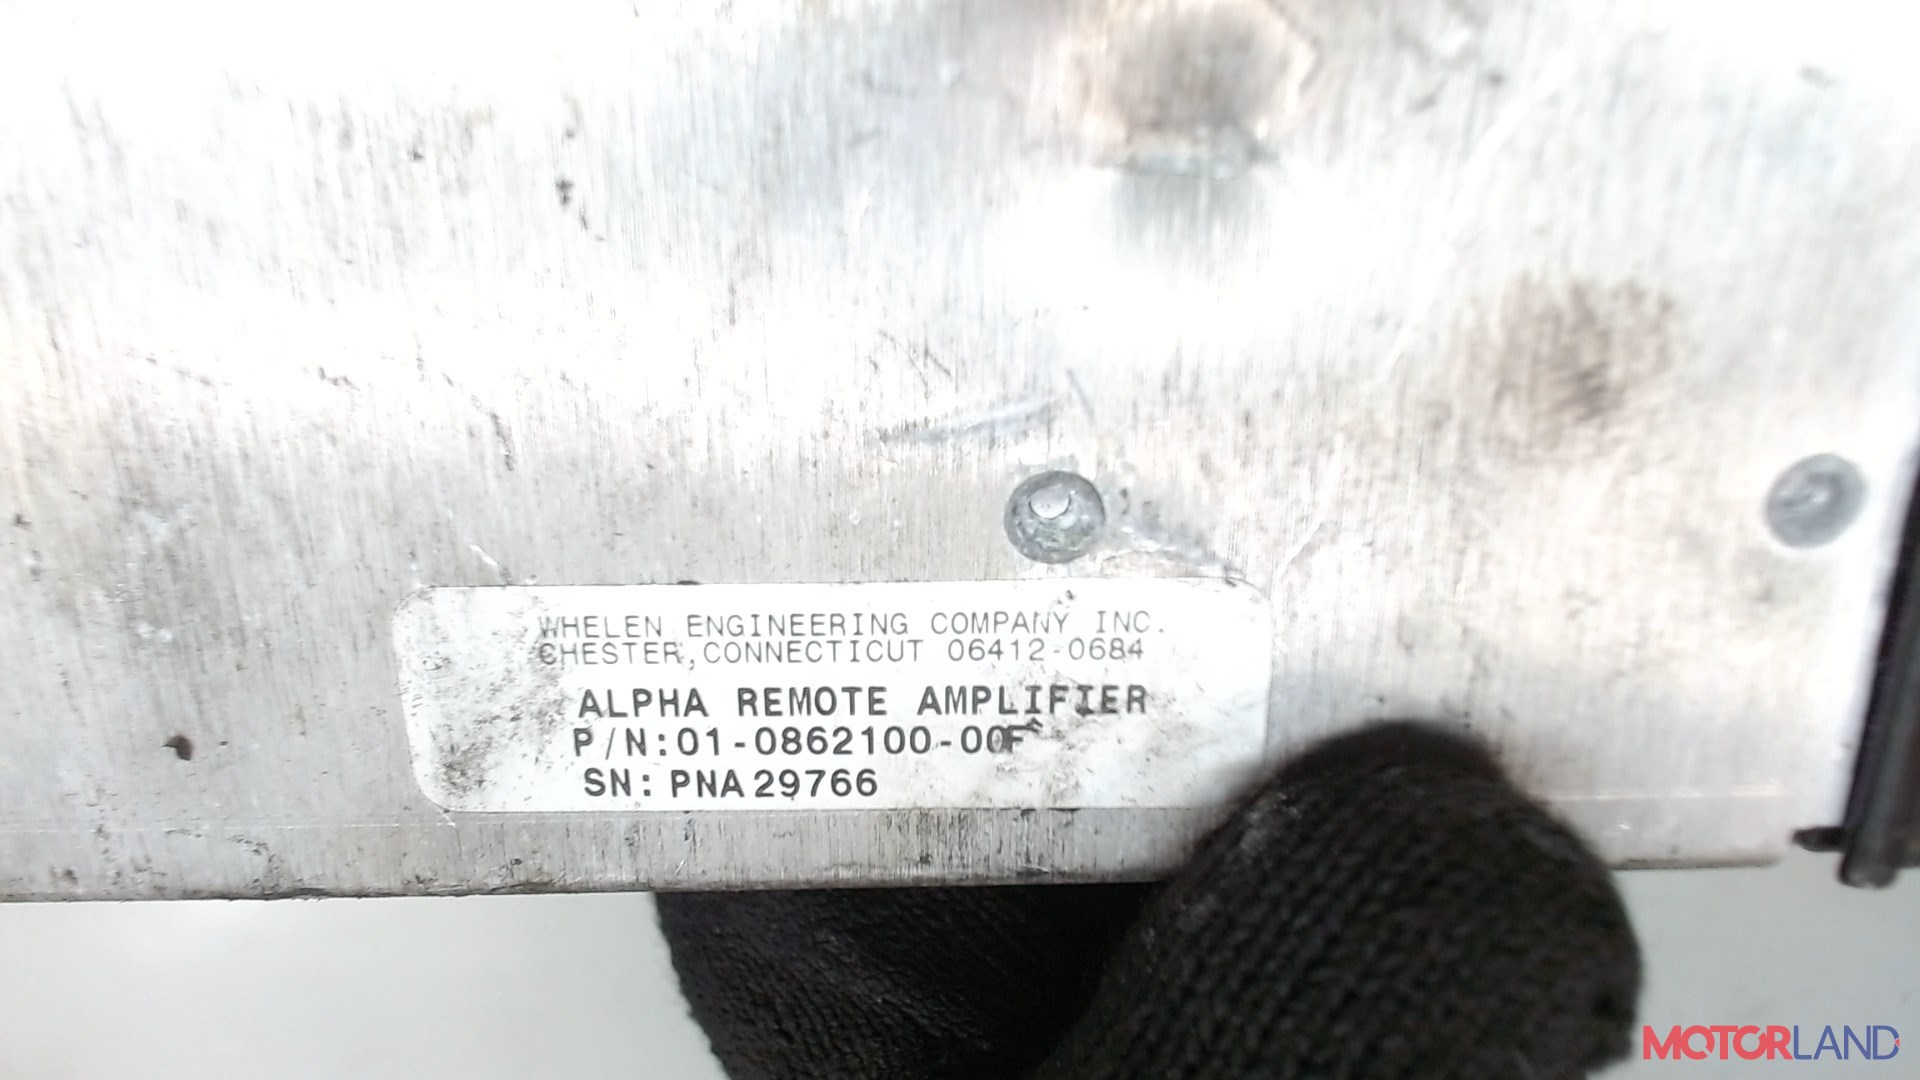 WHELEN ENGINEERING COMPANY INC.
CHESTER, CONNECTICUT 06412-0684
ALPHA REMOTE AMPLIFIER
P/N:01-0862100-00F
SN: PNA29766
MOTORLAND